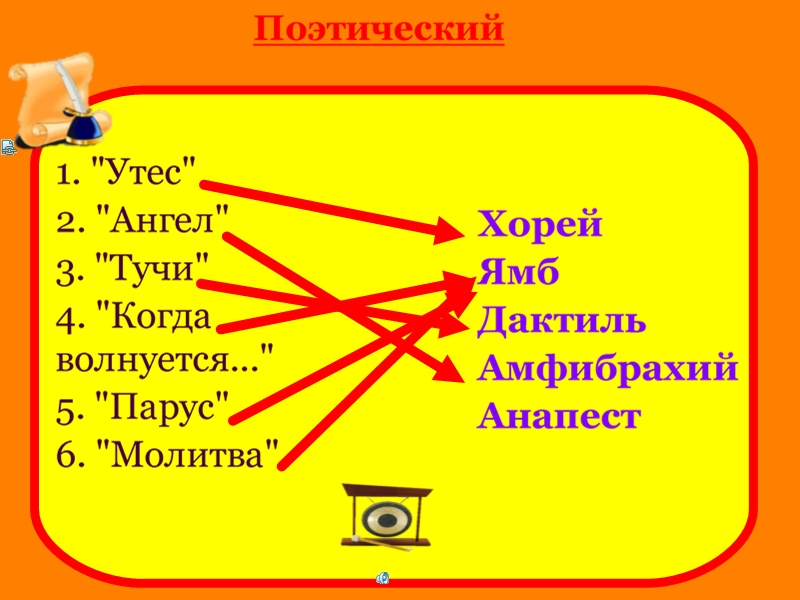 Поэтический
1. "Утес"
2. "Ангел"
3. "Тучи"
4. "Когда
волнуется..."
5. "Парус"
6. "Молитва"
Хорей
Ямб
Дактиль
Амфибрахий
Анапест